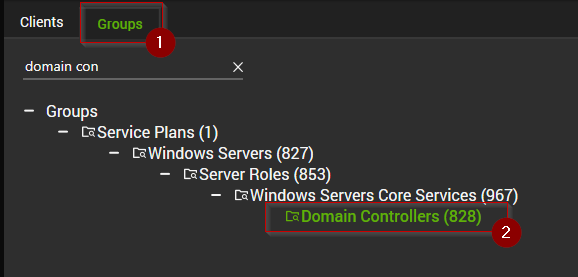 Clients Groups
1
domain con
Groups
Service Plans (1)
Windows Servers (827)
Server Roles (853)
Windows Servers Core Services (967)
Domain Controllers (828)
2